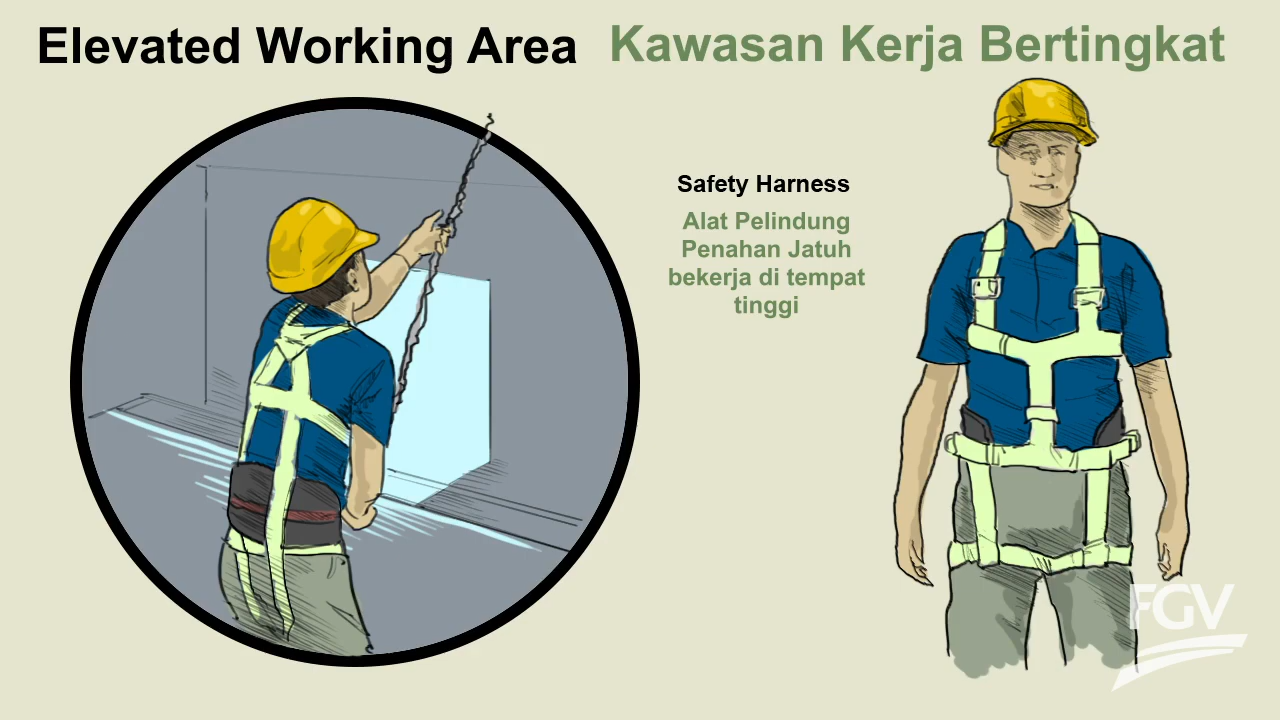 Elevated Working Area
Kawasan Kerja Bertingkat
Safety Harness
Alat Pelindung
Penahan Jatuh
bekerja di tempat
tinggi
FGV